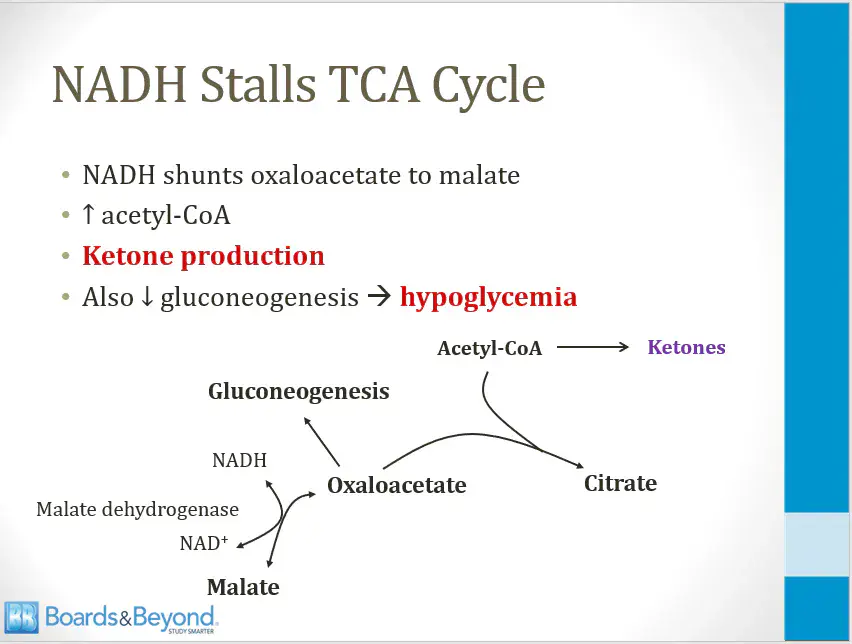 NADH Stalls TCA Cycle
• NADH shunts oxaloacetate to malate
• ↑ acetyl-CoA
• Ketone production
• Also ↓ gluconeogenesis → hypoglycemia
Acetyl-CoA → Ketones
Gluconeogenesis
NADH
Oxaloacetate
Citrate
Malate dehydrogenase
NAD⁺
Malate
BB Boards&Beyond.
STUDY SMARTER